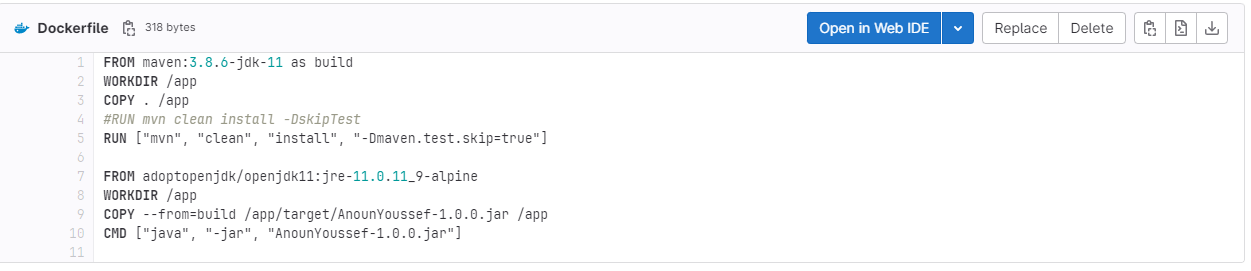 Dockerfile 318 bytes Open in Web IDE Replace Delete
1 FROM maven:3.8.6-jdk-11 as build
2 WORKDIR /app
3 COPY . /app
4 #RUN mvn clean install -DskipTest
5 RUN ["mvn", "clean", "install", "-Dmaven.test.skip=true"]
6
7 FROM adoptopenjdk/openjdk11:jre-11.0.11_9-alpine
8 WORKDIR /app
9 COPY --from=build /app/target/AnounYoussef-1.0.0.jar /app
10 CMD ["java", "-jar", "AnounYoussef-1.0.0.jar"]
11